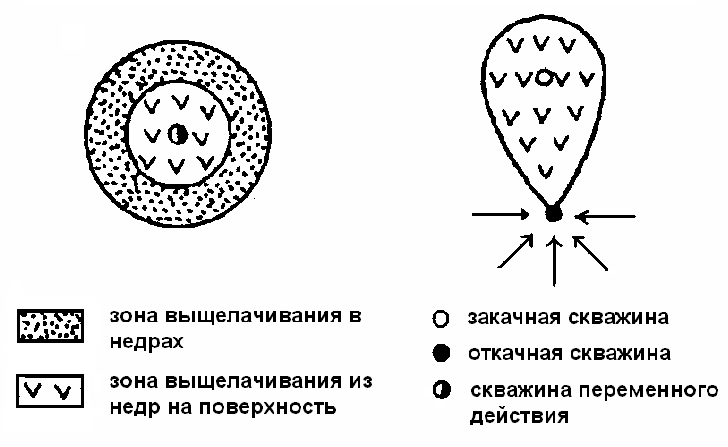 зона выщелачивания в
недрах
зона выщелачивания из
недр на поверхность
закачная скважина
откачная скважина
скважина переменного
действия